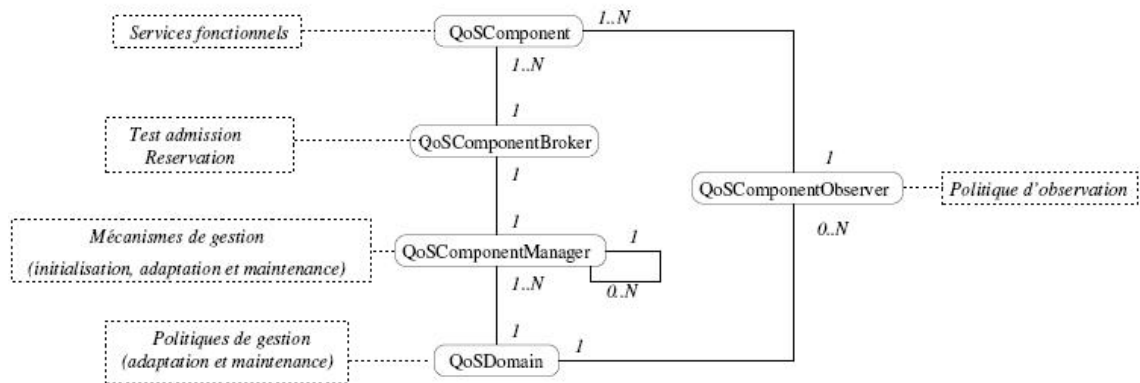 1..N
Services fonctionnels
QoSComponent
1..N
1
Test admission
Reservation
QoSComponentBroker
1
1
QoSComponentObserver
Politique d'observation
0..N
1
Mécanismes de gestion
(initialisation, adaptation et maintenance)
QoSComponentManager
1
0..N
1..N
1
Politiques de gestion
(adaptation et maintenance)
QoSDomain
1